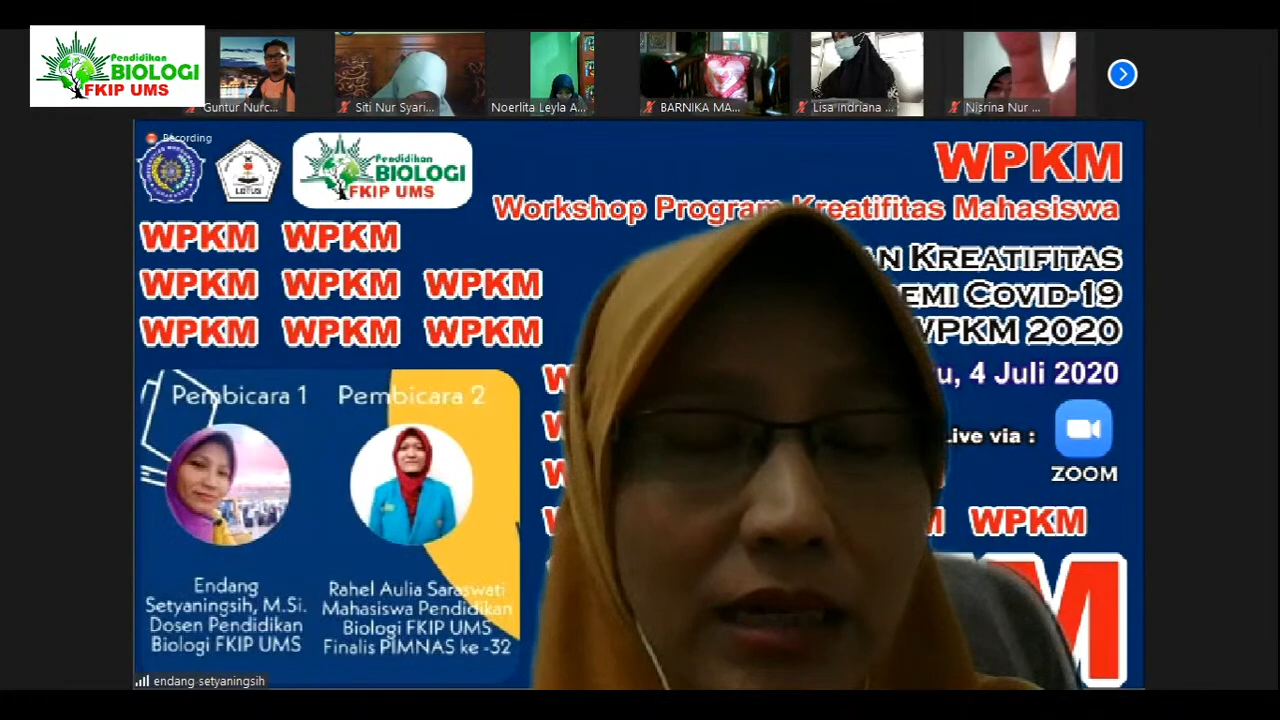 Pendidikan
BIOLOGI
FKIP UMS
Guntur Nurc...
Siti Nur Syari...
Noerlita Leyla A...
BARNIKA MA...
Lisa Indriana ...
Nisrina Nur ...
Recording
LOTUS
Pendidikan
BIOLOGI
FKIP UMS
WPKM
Workshop Program Kreatifitas Mahasiswa
WPKM WPKM
WPKM WPKM WPKM
WPKM WPKM WPKM
AN KREATIFITAS
EMI COVID-19
WPKM 2020
u, 4 Juli 2020
Live via :
ZOOM
WPKM
Pembicara 1
Endang
Setyaningsih, M.Si.
Dosen Pendidikan
Biologi FKIP UMS
Pembicara 2
Rahel Aulia Saraswati
Mahasiswa Pendidikan
Biologi FKIP UMS
Finalis PIMNAS ke -32
endang setyaningsih